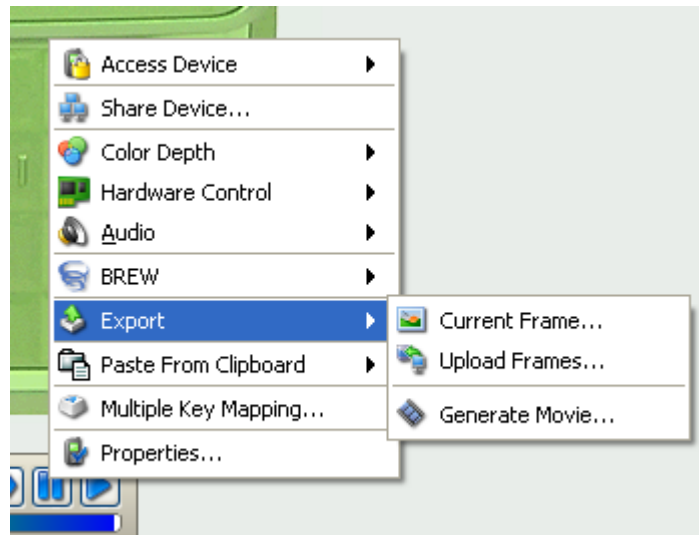 Access Device
Share Device...
Color Depth
Hardware Control
Audio
BREW
Export
Paste From Clipboard
Multiple Key Mapping...
Properties...
Current Frame...
Upload Frames...
Generate Movie...